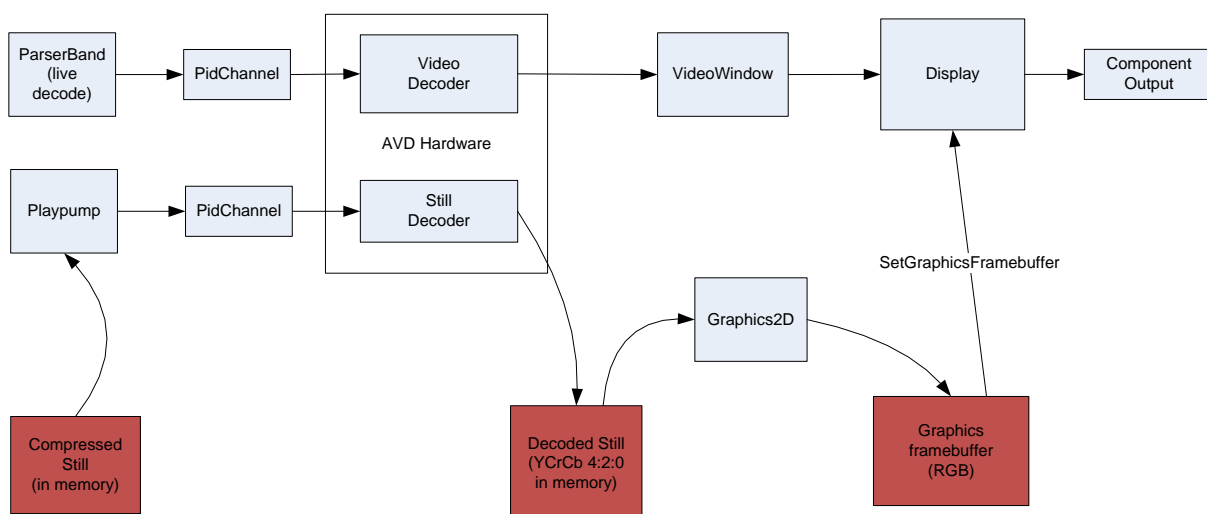 ParserBand
(live
decode)
PidChannel
Video
Decoder
VideoWindow
Display
Component
Output
AVD Hardware
Playpump
PidChannel
Still
Decoder
SetGraphicsFramebuffer
Graphics2D
Compressed
Still
(in memory)
Decoded Still
(YCrCb 4:2:0
in memory)
Graphics
framebuffer
(RGB)